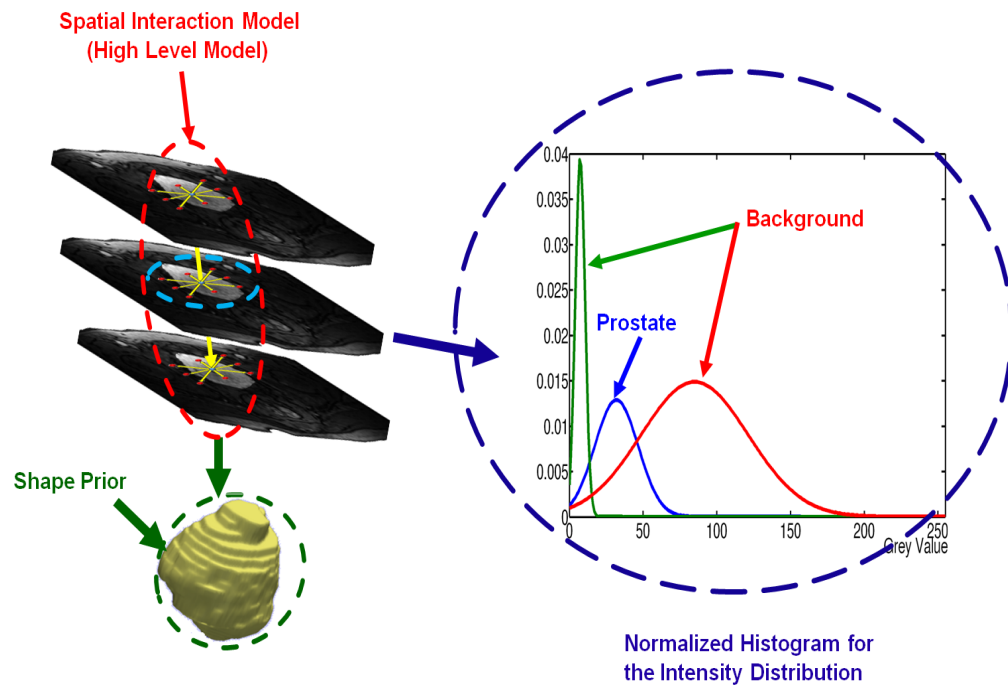 Spatial Interaction Model
(High Level Model)
Shape Prior
0.04
0.035
0.03
0.025
0.02
0.015
0.01
0.005
0
0
50
100
150
200
250
Grey Value
Background
Prostate
Normalized Histogram for
the Intensity Distribution